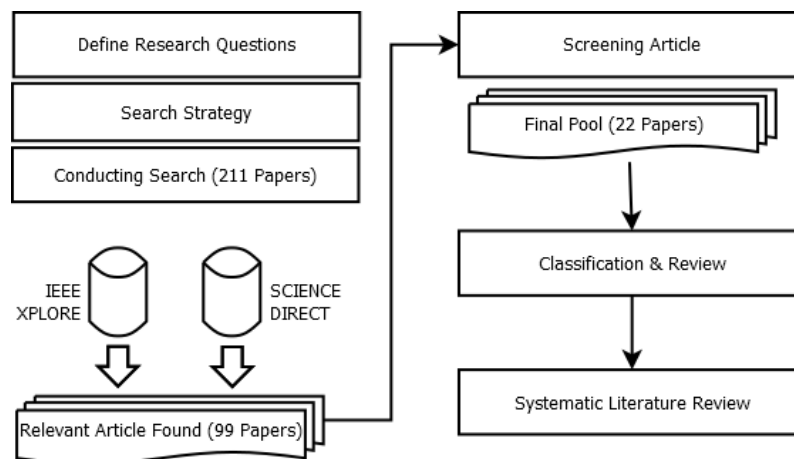 Define Research Questions
Search Strategy
Conducting Search (211 Papers)
IEEE
XPLORE
SCIENCE
DIRECT
Relevant Article Found (99 Papers)
Screening Article
Final Pool (22 Papers)
Classification & Review
Systematic Literature Review